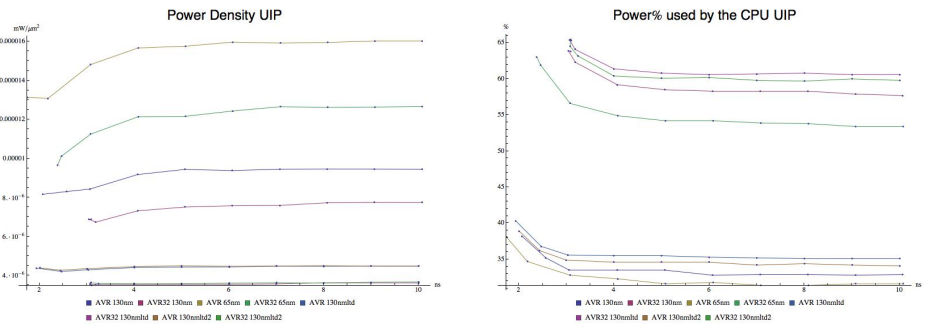 Power Density UIP
mW/μm²
0.000016
0.000014
0.000012
0.00001
8.·10⁻⁶
6.·10⁻⁶
4.·10⁻⁶
2 4 6 8 10 ns
AVR 130nm AVR32 130nm AVR 65nm AVR32 65nm AVR 130nmltd
AVR32 130nmltd AVR 130nmltd2 AVR32 130nmltd2
Power% used by the CPU UIP
%
65
60
55
50
45
40
35
2 4 6 8 10 ns
AVR 130nm AVR32 130nm AVR 65nm AVR32 65nm AVR 130nmltd
AVR32 130nmltd AVR 130nmltd2 AVR32 130nmltd2